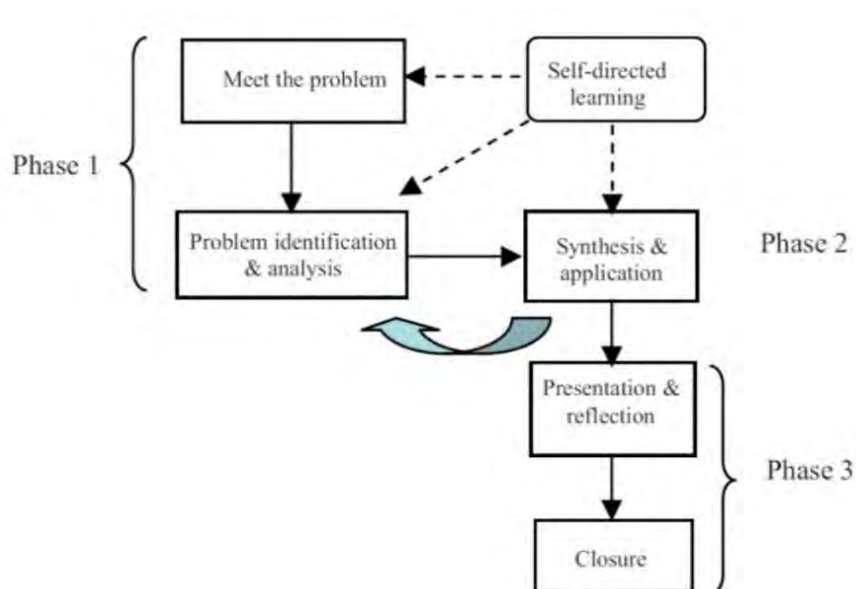 Meet the problem
Self-directed
learning
Phase 1
Problem identification
& analysis
Synthesis &
application
Phase 2
Presentation &
reflection
Phase 3
Closure